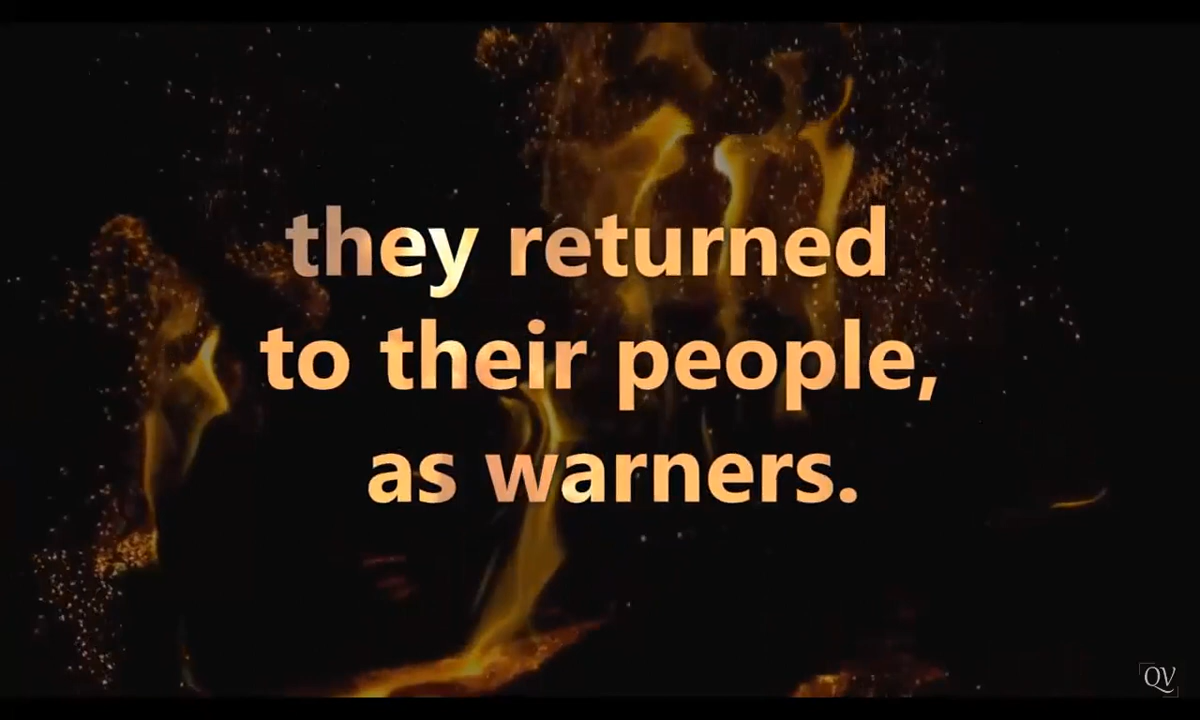 they returned
to their people,
as warners.
QV